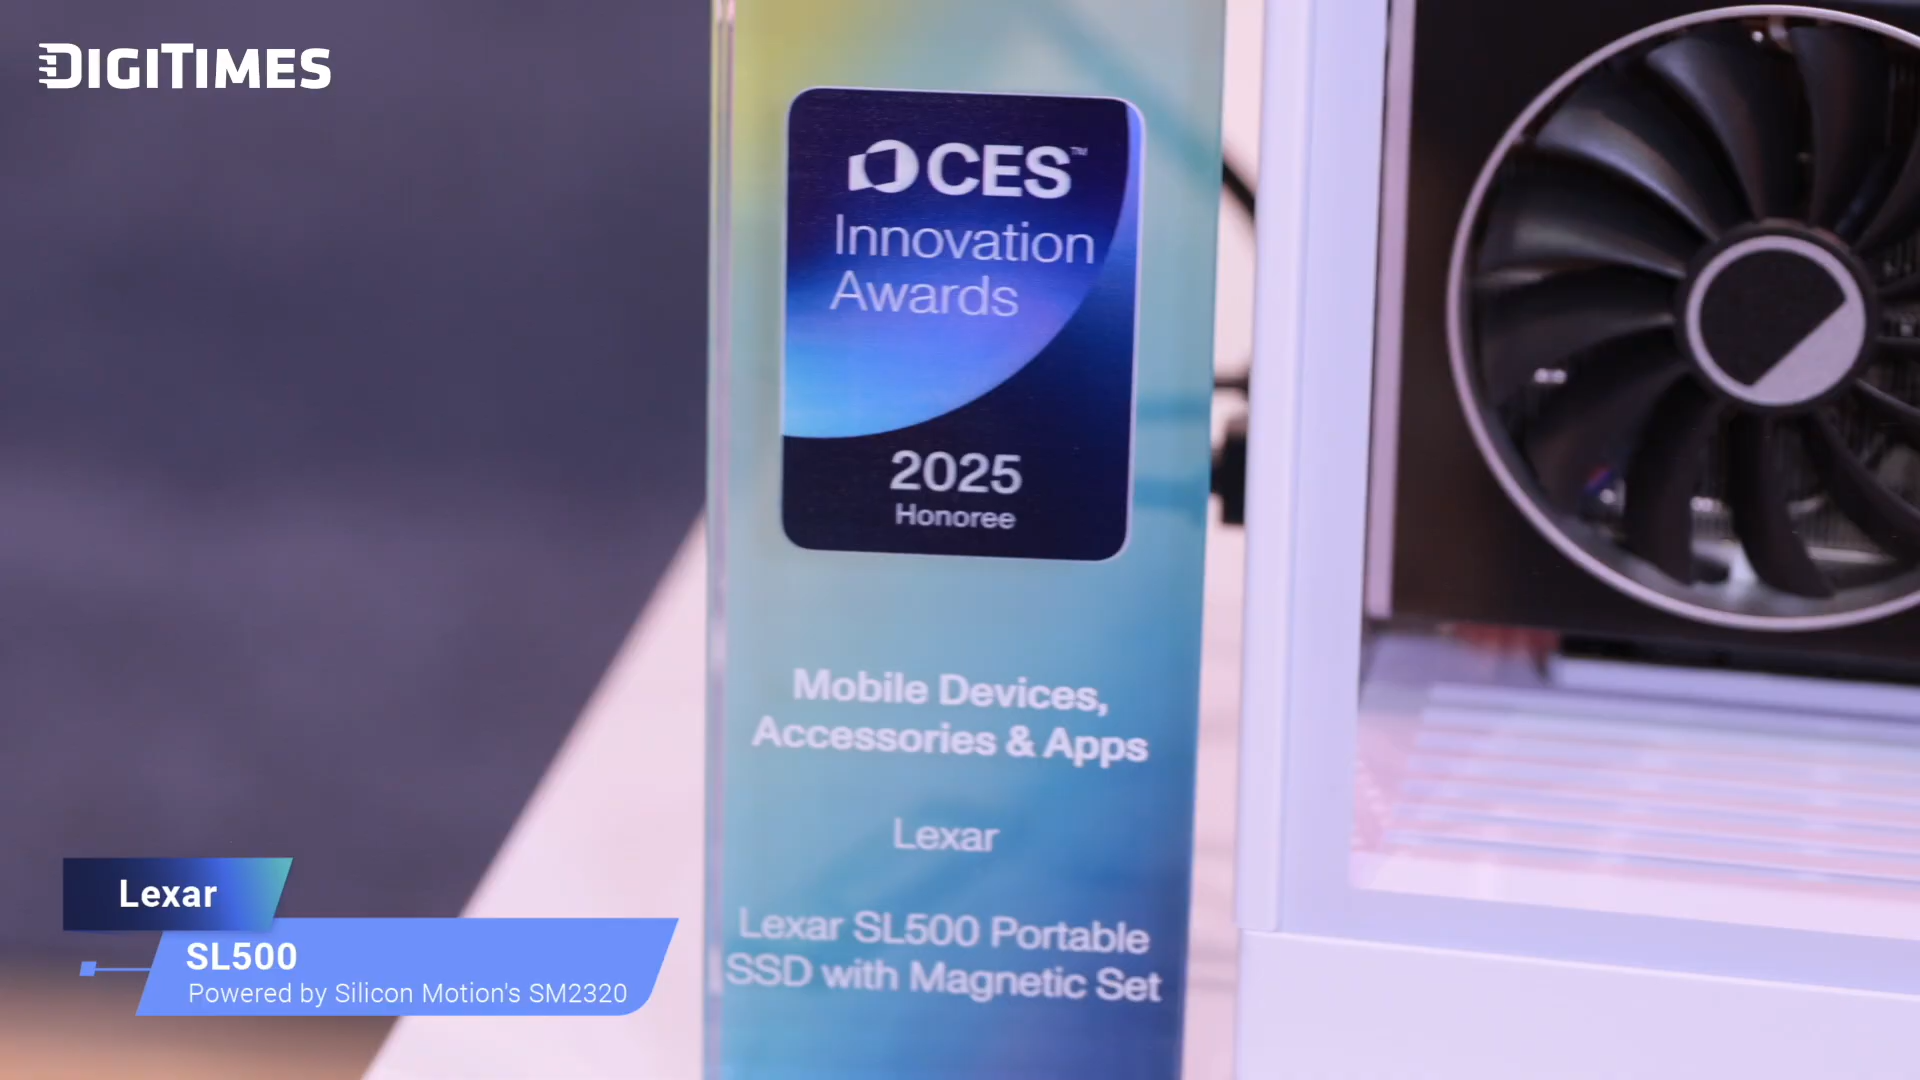 DIGITIMES
CES™
Innovation
Awards
2025
Honoree
Mobile Devices,
Accessories & Apps
Lexar
Lexar SL500 Portable
SSD with Magnetic Set
Lexar
SL500
Powered by Silicon Motion's SM2320